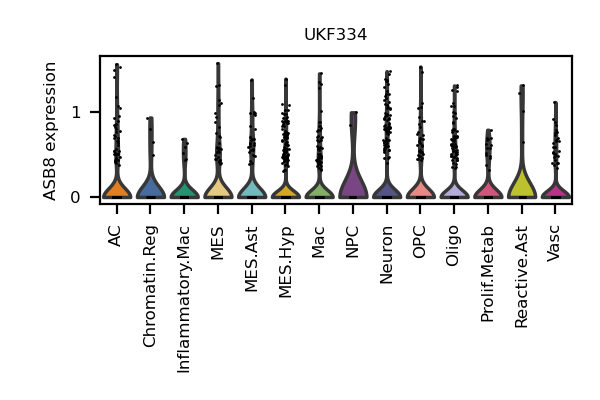 UKF334
ASB8 expression
1
0
AC
Chromatin.Reg
Inflammatory.Mac
MES
MES.Ast
MES.Hyp
Mac
NPC
Neuron
OPC
Oligo
Prolif.Metab
Reactive.Ast
Vasc